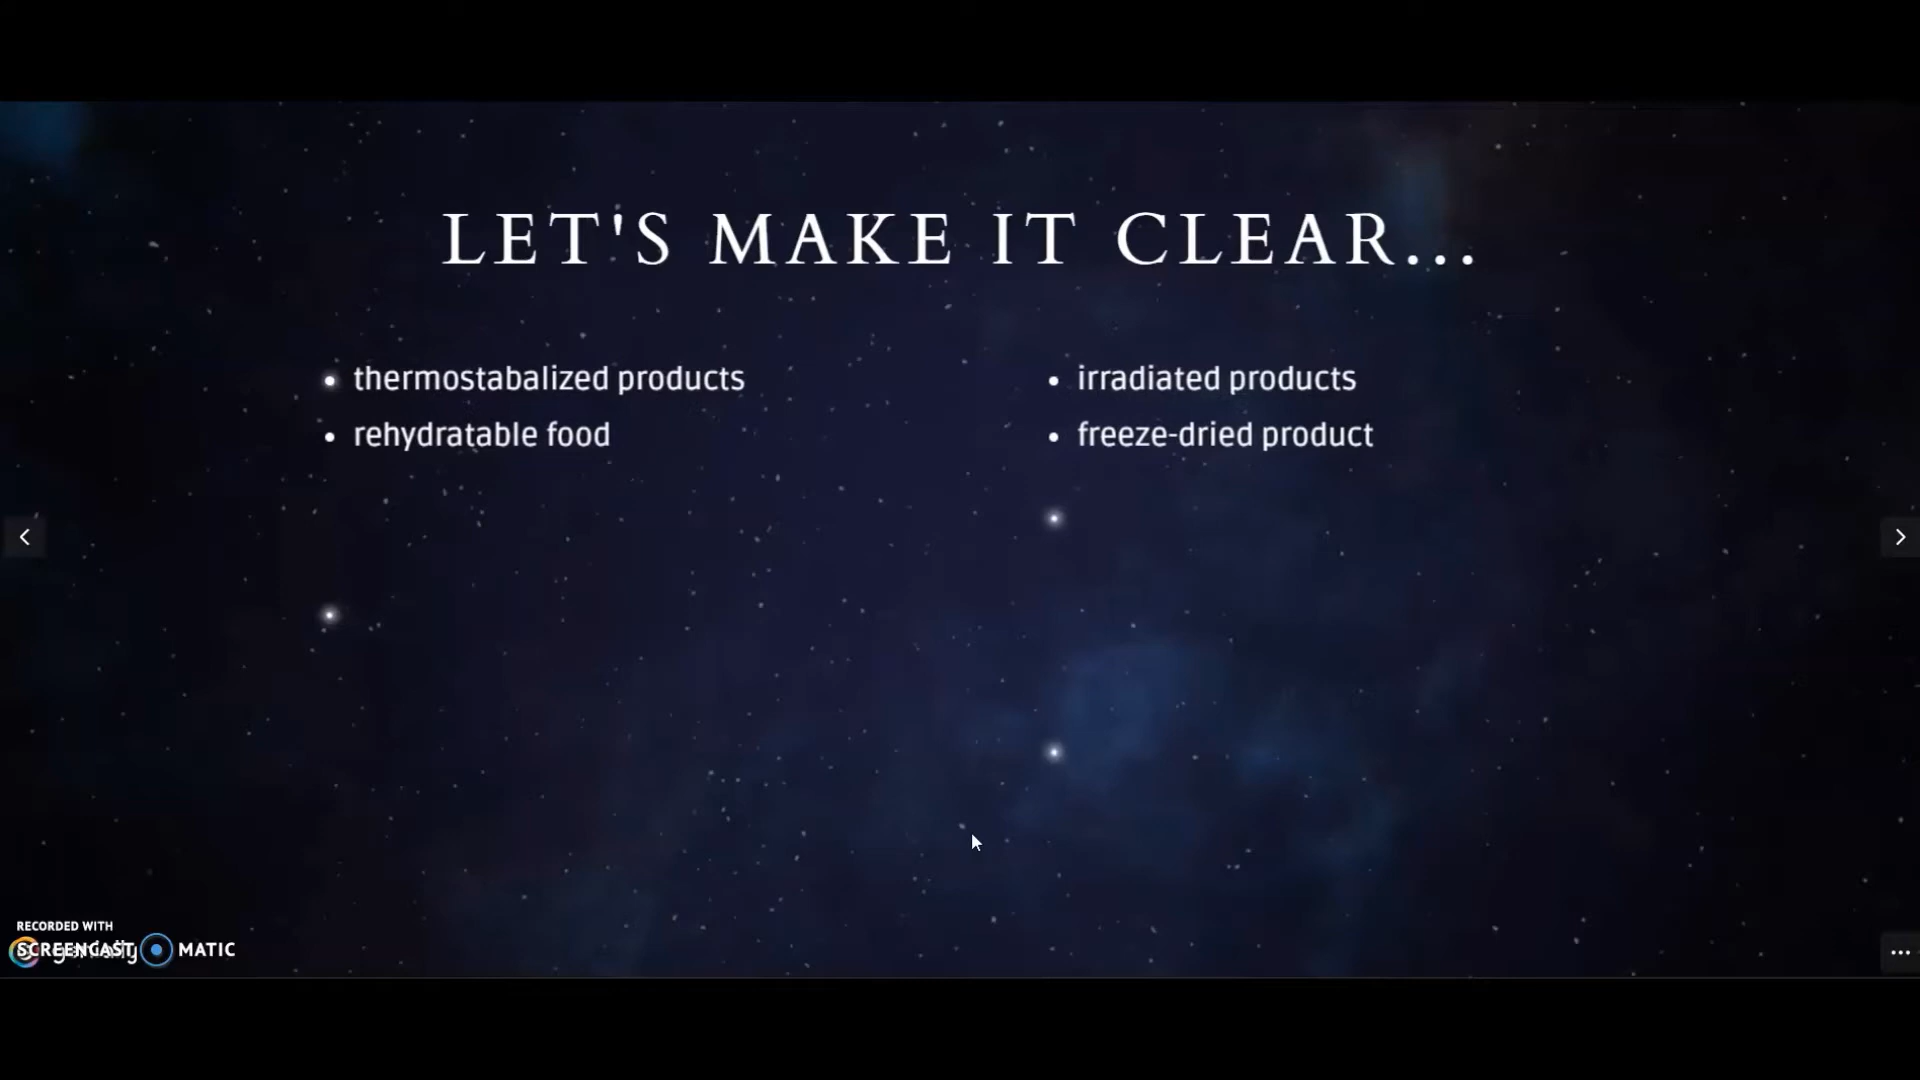 LET'S MAKE IT CLEAR...
• thermostabalized products
• rehydratable food
• irradiated products
• freeze-dried product
RECORDED WITH
SCREENCAST MATIC